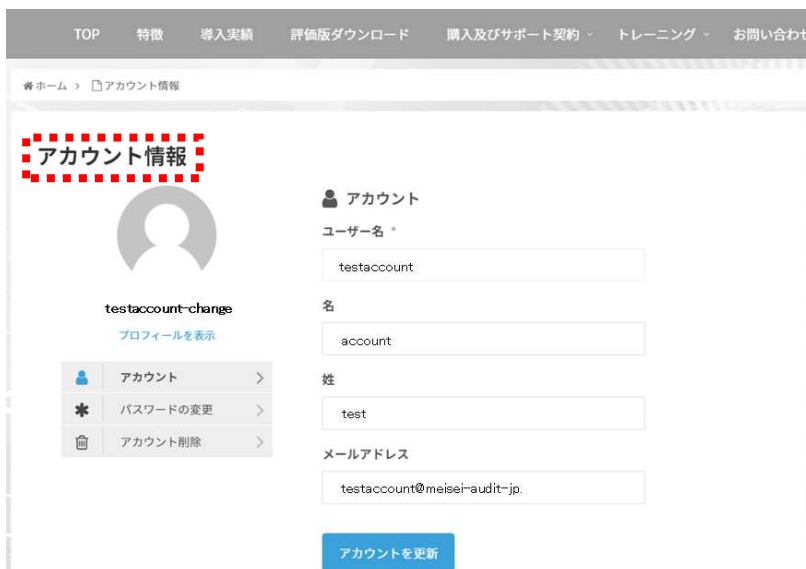 TOP 特徴 導入実績 評価版ダウンロード 購入及びサポート契約 トレーニング お問い合わせ
ホーム > アカウント情報
アカウント情報
testaccount-change
プロフィールを表示
アカウント
パスワードの変更
アカウント削除
アカウント
ユーザー名 *
testaccount
名
account
姓
test
メールアドレス
testaccount@meisei-audit-jp.
アカウントを更新